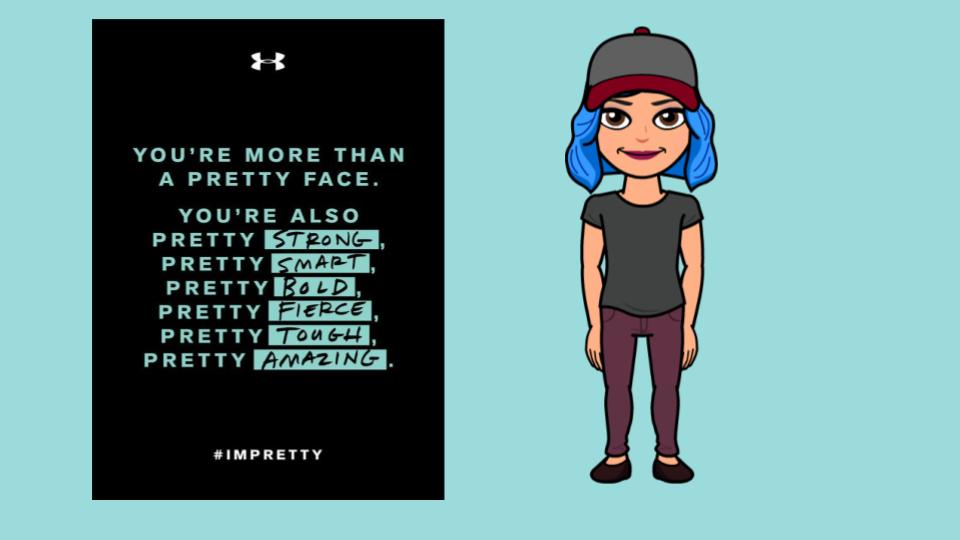 YOU'RE MORE THAN
A PRETTY FACE.
YOU'RE ALSO
PRETTY STRONG,
PRETTY SMART,
PRETTY BOLD,
PRETTY FIERCE,
PRETTY TOUGH,
PRETTY AMAZING.
#IMPRETTY